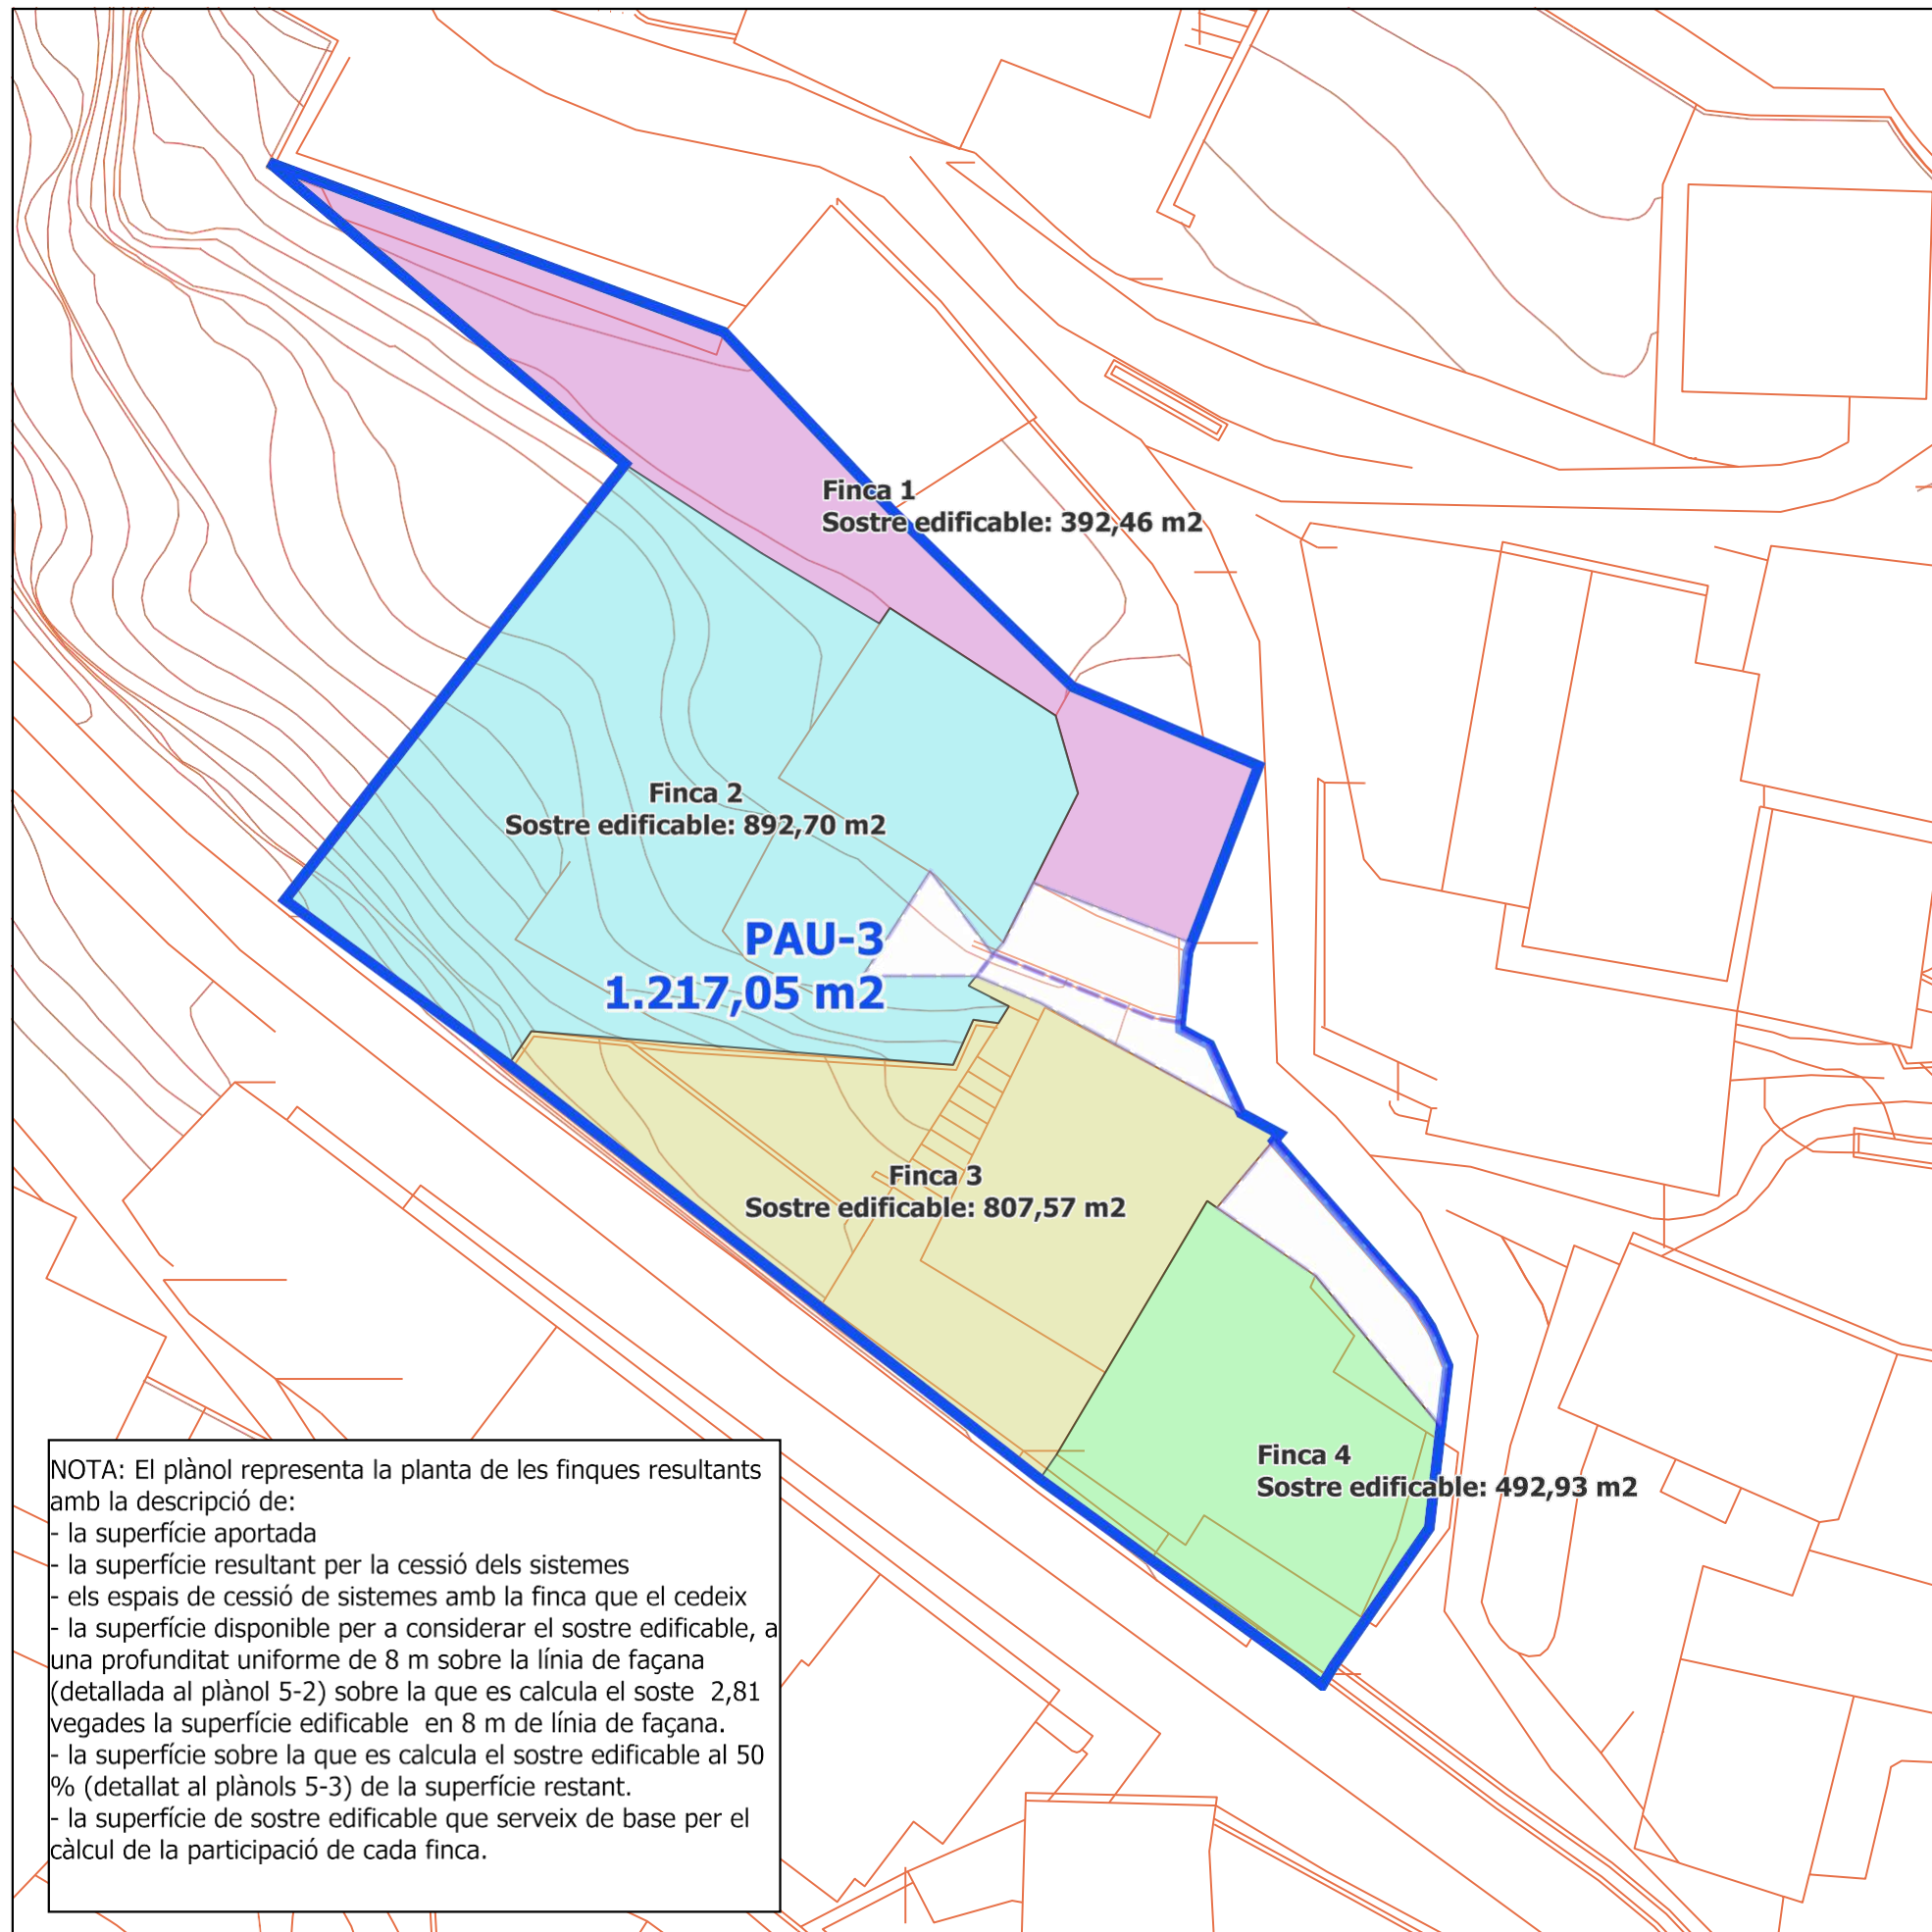 Finca 1
Sostre edificable: 392,46 m2
Finca 2
Sostre edificable: 892,70 m2
PAU-3
1.217,05 m2
Finca 3
Sostre edificable: 807,57 m2
Finca 4
Sostre edificable: 492,93 m2
NOTA: El plànol representa la planta de les finques resultants
amb la descripció de:
- la superfície aportada
- la superfície resultant per la cessió dels sistemes
- els espais de cessió de sistemes amb la finca que el cedeix
- la superfície disponible per a considerar el sostre edificable, a
una profunditat uniforme de 8 m sobre la línia de façana
(detallada al plànol 5-2) sobre la que es calcula el soste  2,81
vegades la superfície edificable  en 8 m de línia de façana.
- la superfície sobre la que es calcula el sostre edificable al 50
% (detallat al plànols 5-3) de la superfície restant.
- la superfície de sostre edificable que serveix de base per el
càlcul de la participació de cada finca.